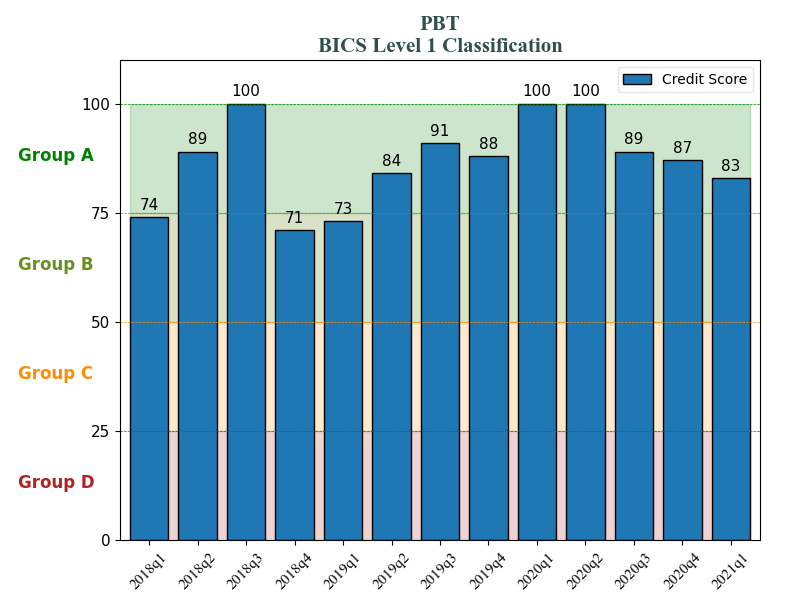 PBT
BICS Level 1 Classification
Credit Score
100
75
50
25
0
Group A
Group B
Group C
Group D
74
89
100
71
73
84
91
88
100
100
89
87
83
2018q1
2018q2
2018q3
2018q4
2019q1
2019q2
2019q3
2019q4
2020q1
2020q2
2020q3
2020q4
2021q1